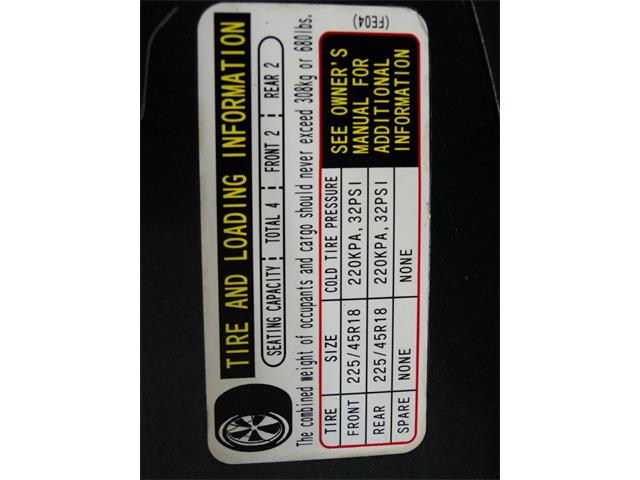 TIRE AND LOADING INFORMATION
SEATING CAPACITY TOTAL 4 FRONT 2 REAR 2
The combined weight of occupants and cargo should never exceed 308kg or 680lbs.
TIRE SIZE COLD TIRE PRESSURE
FRONT 225/45R18 220KPA, 32PSI
REAR 225/45R18 220KPA, 32PSI
SPARE NONE NONE
SEE OWNER'S
MANUAL FOR
ADDITIONAL
INFORMATION
(FE04)